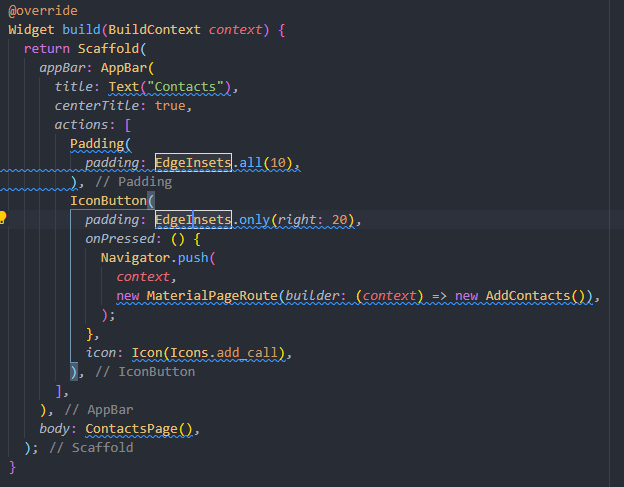 @override
Widget build(BuildContext context) {
  return Scaffold(
    appBar: AppBar(
      title: Text("Contacts"),
      centerTitle: true,
      actions: [
        Padding(
          padding: EdgeInsets.all(10),
        ), // Padding
        IconButton(
          padding: EdgeInsets.only(right: 20),
          onPressed: () {
            Navigator.push(
              context,
              new MaterialPageRoute(builder: (context) => new AddContacts()),
            );
          },
          icon: Icon(Icons.add_call),
        ), // IconButton
      ],
    ), // AppBar
    body: ContactsPage(),
  ); // Scaffold
}